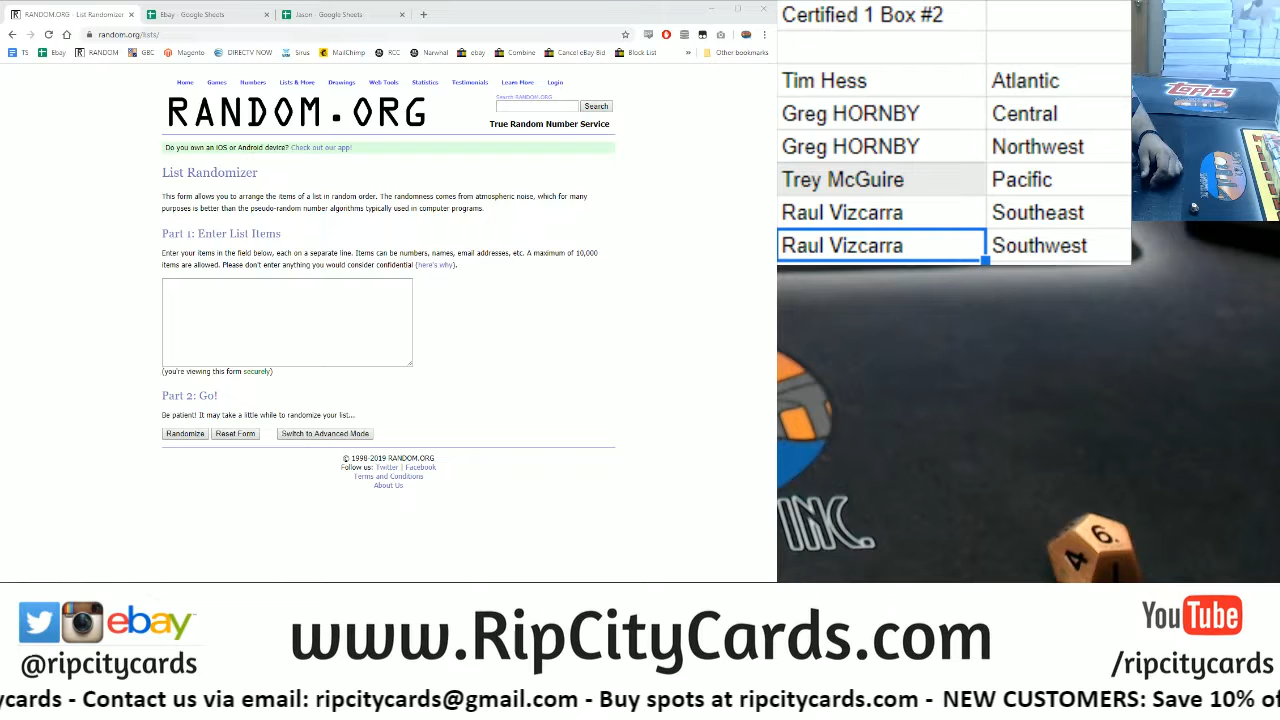 RANDOM.ORG - List Randomizer
Ebay - Google Sheets
Jason - Google Sheets
random.org/lists/
TS
Ebay
RANDOM
GBC
Magento
DIRECTV NOW
Sirus
MailChimp
RCC
Narwhal
ebay
Combine
Cancel eBay Bid
Block List
»
Other bookmarks
Home
Games
Numbers
Lists & More
Drawings
Web Tools
Statistics
Testimonials
Learn More
Login
RANDOM.ORG
Search RANDOM.ORG
Search
True Random Number Service
Do you own an iOS or Android device? Check out our app!
List Randomizer
This form allows you to arrange the items of a list in random order. The randomness comes from atmospheric noise, which for many
purposes is better than the pseudo-random number algorithms typically used in computer programs.
Part 1: Enter List Items
Enter your items in the field below, each on a separate line. Items can be numbers, names, email addresses, etc. A maximum of 10,000
items are allowed. Please don't enter anything you would consider confidential (here's why).
(you're viewing this form securely)
Part 2: Go!
Be patient! It may take a little while to randomize your list...
Randomize
Reset Form
Switch to Advanced Mode
© 1998-2019 RANDOM.ORG
Follow us: Twitter | Facebook
Terms and Conditions
About Us
Certified 1 Box #2
Tim Hess Atlantic
Greg HORNBY Central
Greg HORNBY Northwest
Trey McGuire Pacific
Raul Vizcarra Southeast
Raul Vizcarra Southwest
Topps
INC.
6.
4
ebay™
@ripcitycards
www.RipCityCards.com
YouTube
/ripcitycards
ycards - Contact us via email: ripcitycards@gmail.com - Buy spots at ripcitycards.com - NEW CUSTOMERS: Save 10% of